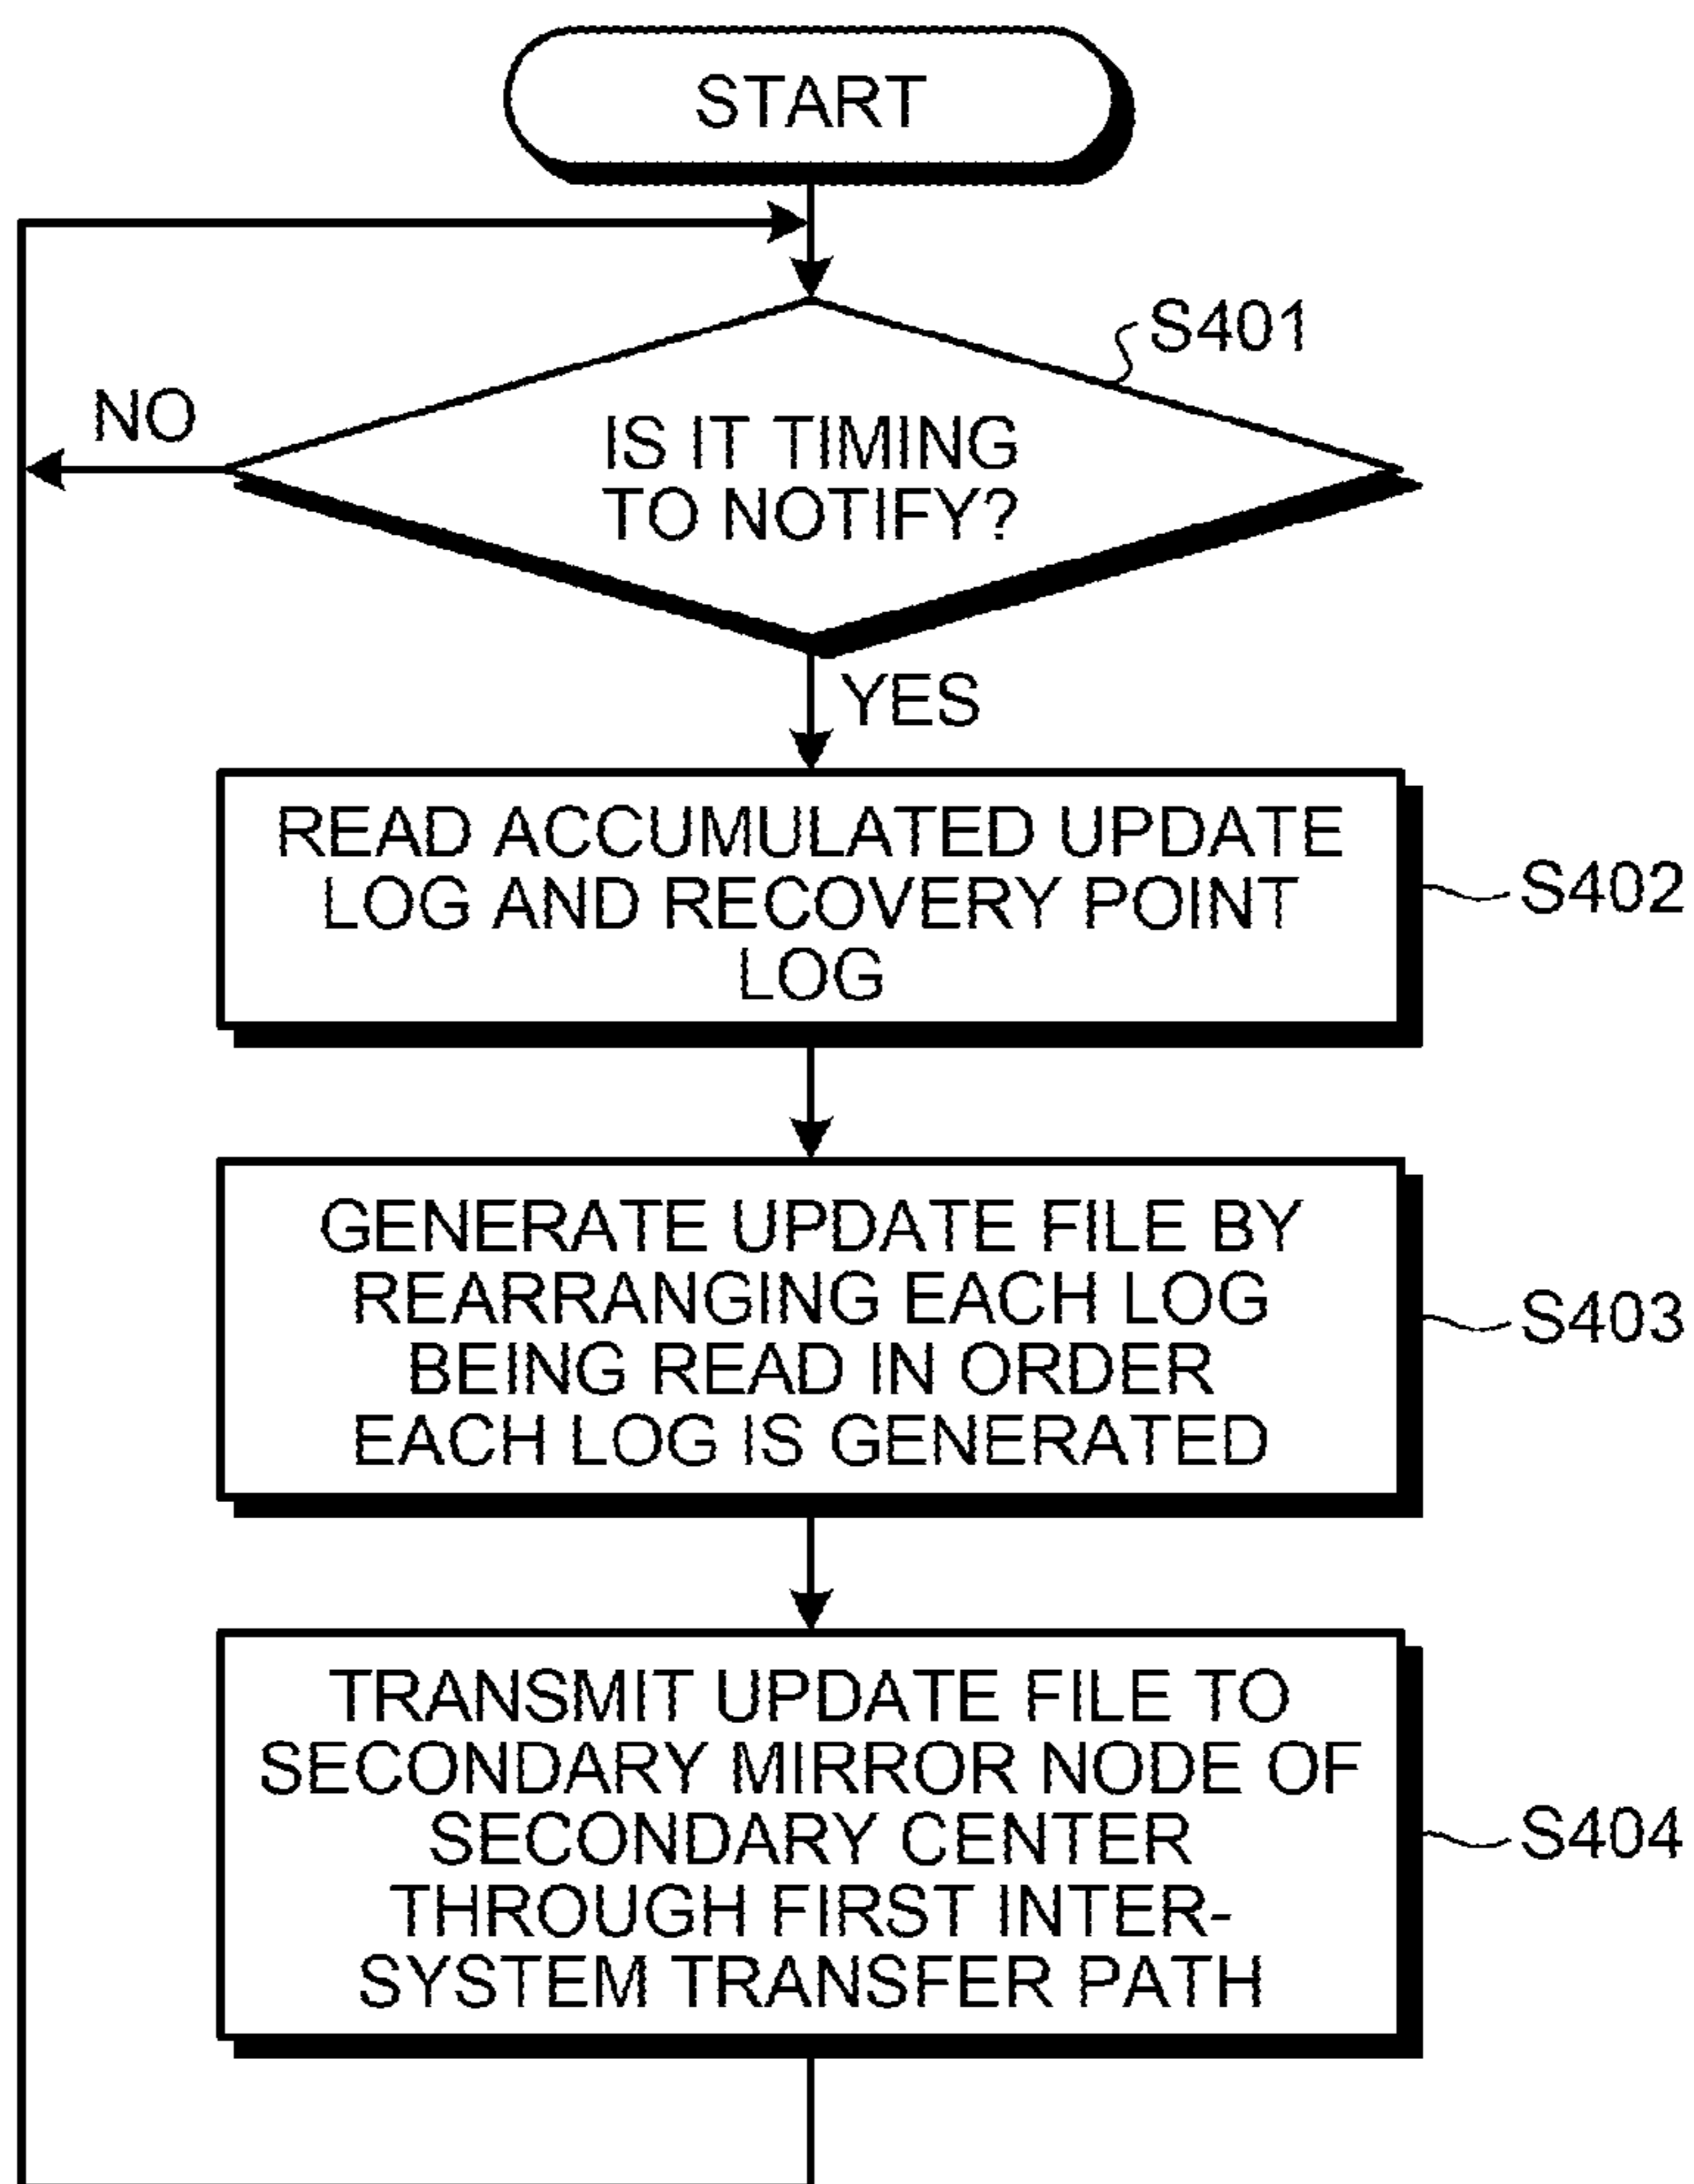 START
S401
NO
IS IT TIMING
TO NOTIFY?
YES
READ ACCUMULATED UPDATE
LOG AND RECOVERY POINT
LOG
S402
GENERATE UPDATE FILE BY
REARRANGING EACH LOG
BEING READ IN ORDER
EACH LOG IS GENERATED
S403
TRANSMIT UPDATE FILE TO
SECONDARY MIRROR NODE OF
SECONDARY CENTER
THROUGH FIRST INTER-
SYSTEM TRANSFER PATH
S404